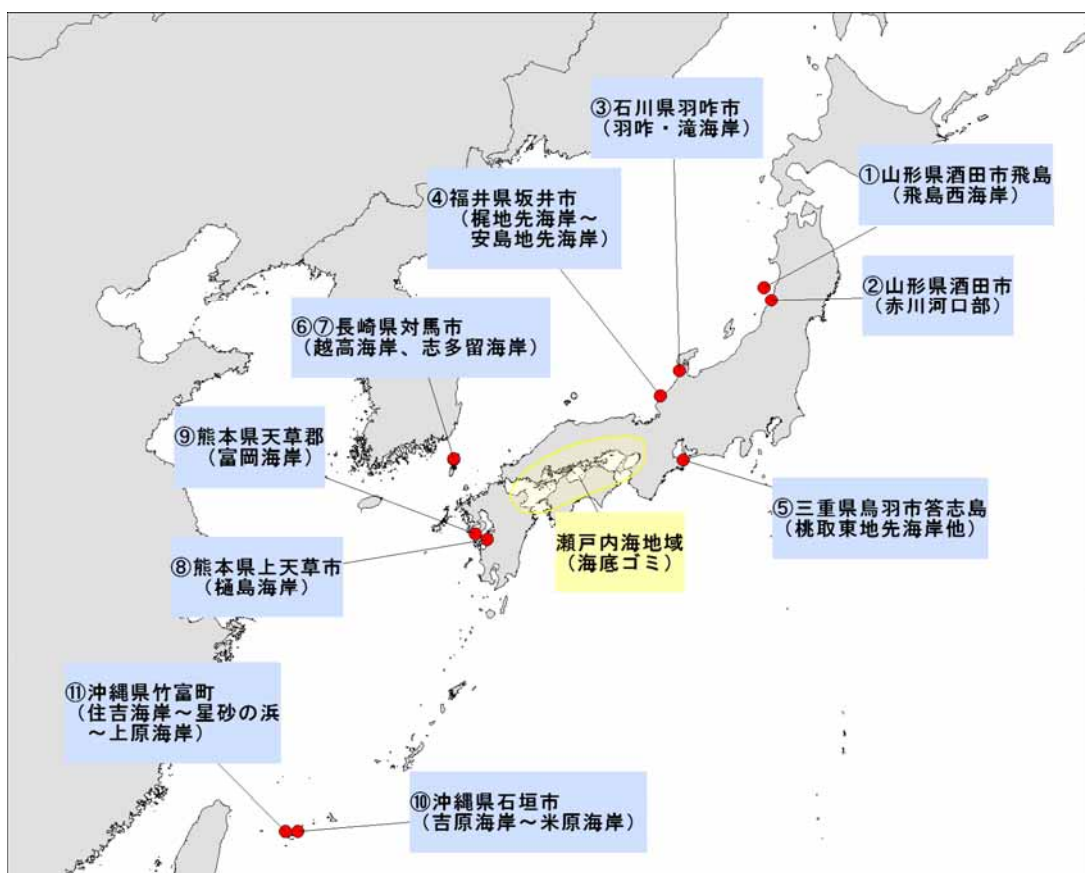 ③石川県羽咋市
(羽咋・滝海岸)
①山形県酒田市飛島
(飛島西海岸)
④福井県坂井市
(梶地先海岸～
安島地先海岸)
②山形県酒田市
(赤川河口部)
⑥⑦長崎県対馬市
(越高海岸、志多留海岸)
⑨熊本県天草郡
(富岡海岸)
⑤三重県鳥羽市答志島
(桃取東地先海岸他)
瀬戸内海地域
(海底ゴミ)
⑧熊本県上天草市
(樋島海岸)
⑪沖縄県竹富町
(住吉海岸～星砂の浜
～上原海岸)
⑩沖縄県石垣市
(吉原海岸～米原海岸)